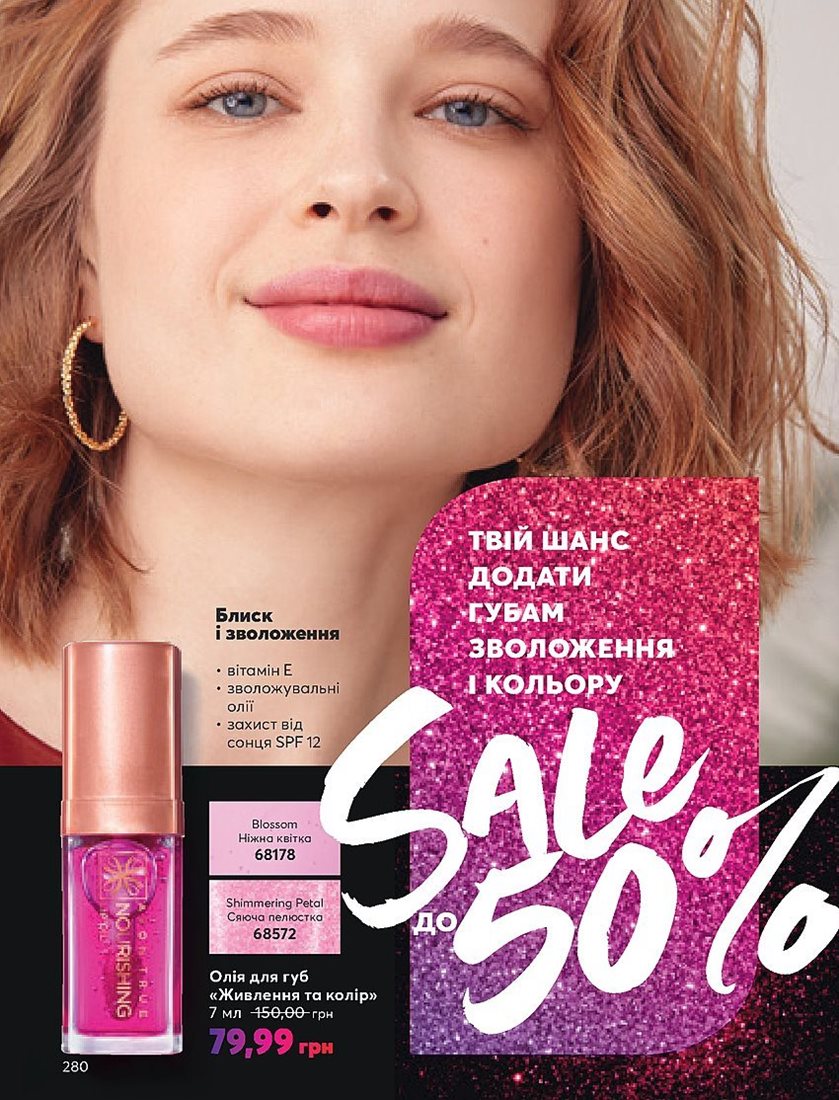 ТВІЙ ШАНС
ДОДАТИ
ГУБАМ
ЗВОЛОЖЕННЯ
І КОЛЬОРУ
SALE
ДО 50%
Блиск
і зволоження
• вітамін Е
• зволожувальні
олії
• захист від
сонця SPF 12
Blossom
Ніжна квітка
68178
Shimmering Petal
Сяюча пелюстка
68572
NOURISHING
Олія для губ
«Живлення та колір»
7 мл 150,00 грн
79,99 грн
280